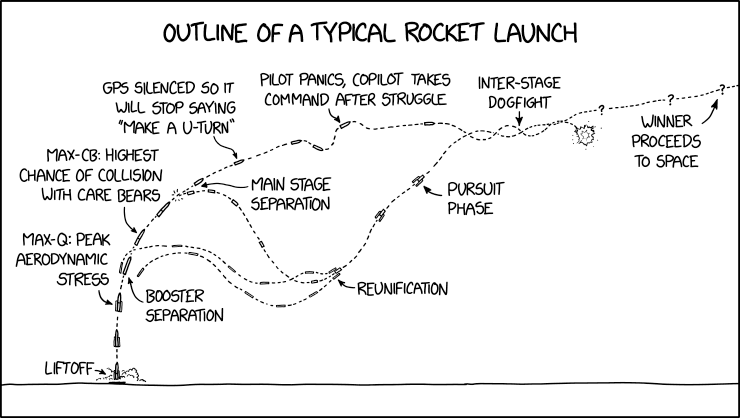 OUTLINE OF A TYPICAL ROCKET LAUNCH
GPS SILENCED SO IT
WILL STOP SAYING
"MAKE A U-TURN"
PILOT PANICS, COPILOT TAKES
COMMAND AFTER STRUGGLE
INTER-STAGE
DOGFIGHT
?
?
?
WINNER
PROCEEDS
TO SPACE
MAX-CB: HIGHEST
CHANCE OF COLLISION
WITH CARE BEARS
MAIN STAGE
SEPARATION
PURSUIT
PHASE
MAX-Q: PEAK
AERODYNAMIC
STRESS
BOOSTER
SEPARATION
REUNIFICATION
LIFTOFF